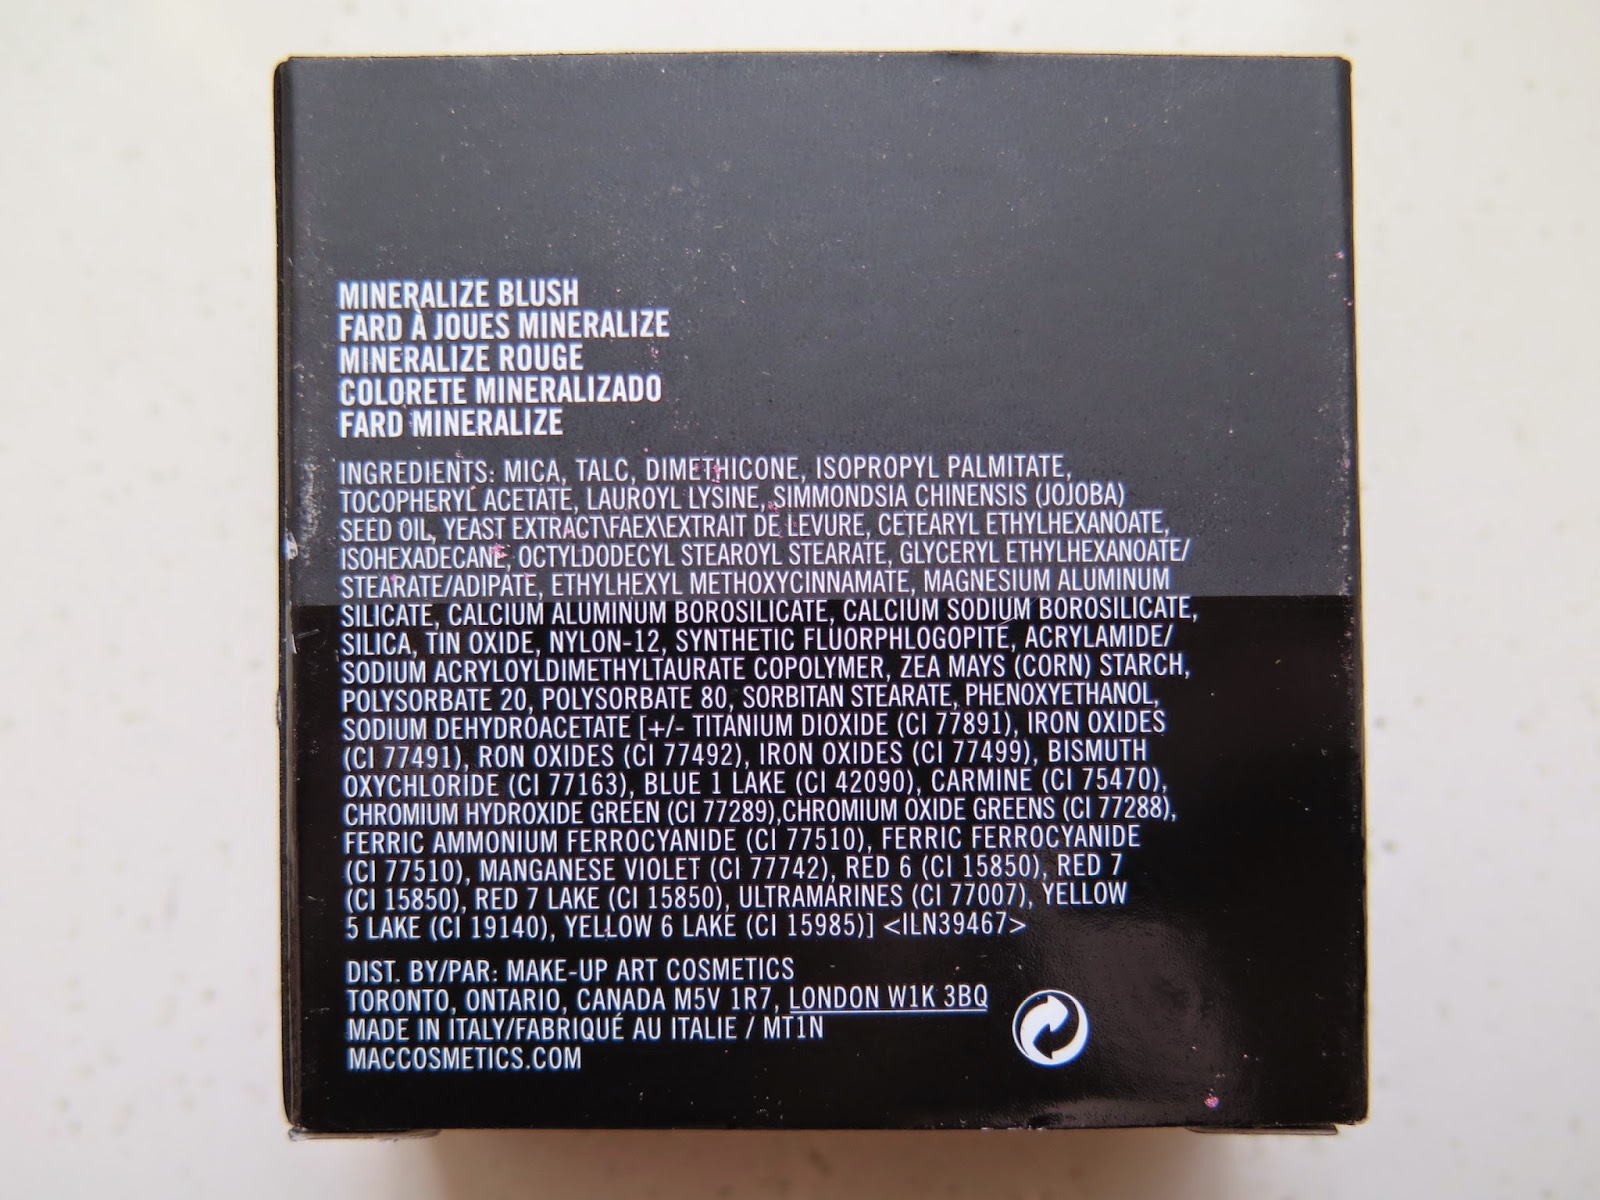 MINERALIZE BLUSH
FARD À JOUES MINERALIZE
MINERALIZE ROUGE
COLORETE MINERALIZADO
FARD MINERALIZE
INGREDIENTS: MICA, TALC, DIMETHICONE, ISOPROPYL PALMITATE,
TOCOPHERYL ACETATE, LAUROYL LYSINE, SIMMONDSIA CHINENSIS (JOJOBA)
SEED OIL, YEAST EXTRACT\FAEX\EXTRAIT DE LEVURE, CETEARYL ETHYLHEXANOATE,
ISOHEXADECANE, OCTYLDODECYL STEAROYL STEARATE, GLYCERYL ETHYLHEXANOATE/
STEARATE/ADIPATE, ETHYLHEXYL METHOXYCINNAMATE, MAGNESIUM ALUMINUM
SILICATE, CALCIUM ALUMINUM BOROSILICATE, CALCIUM SODIUM BOROSILICATE,
SILICA, TIN OXIDE, NYLON-12, SYNTHETIC FLUORPHLOGOPITE, ACRYLAMIDE/
SODIUM ACRYLOYLDIMETHYLTAURATE COPOLYMER, ZEA MAYS (CORN) STARCH,
POLYSORBATE 20, POLYSORBATE 80, SORBITAN STEARATE, PHENOXYETHANOL,
SODIUM DEHYDROACETATE [+/- TITANIUM DIOXIDE (CI 77891), IRON OXIDES
(CI 77491), RON OXIDES (CI 77492), IRON OXIDES (CI 77499), BISMUTH
OXYCHLORIDE (CI 77163), BLUE 1 LAKE (CI 42090), CARMINE (CI 75470),
CHROMIUM HYDROXIDE GREEN (CI 77289),CHROMIUM OXIDE GREENS (CI 77288),
FERRIC AMMONIUM FERROCYANIDE (CI 77510), FERRIC FERROCYANIDE
(CI 77510), MANGANESE VIOLET (CI 77742), RED 6 (CI 15850), RED 7
(CI 15850), RED 7 LAKE (CI 15850), ULTRAMARINES (CI 77007), YELLOW
5 LAKE (CI 19140), YELLOW 6 LAKE (CI 15985)] <ILN39467>
DIST. BY/PAR: MAKE-UP ART COSMETICS
TORONTO, ONTARIO, CANADA M5V 1R7, LONDON W1K 3BQ
MADE IN ITALY/FABRIQUÉ AU ITALIE / MT1N
MACCOSMETICS.COM